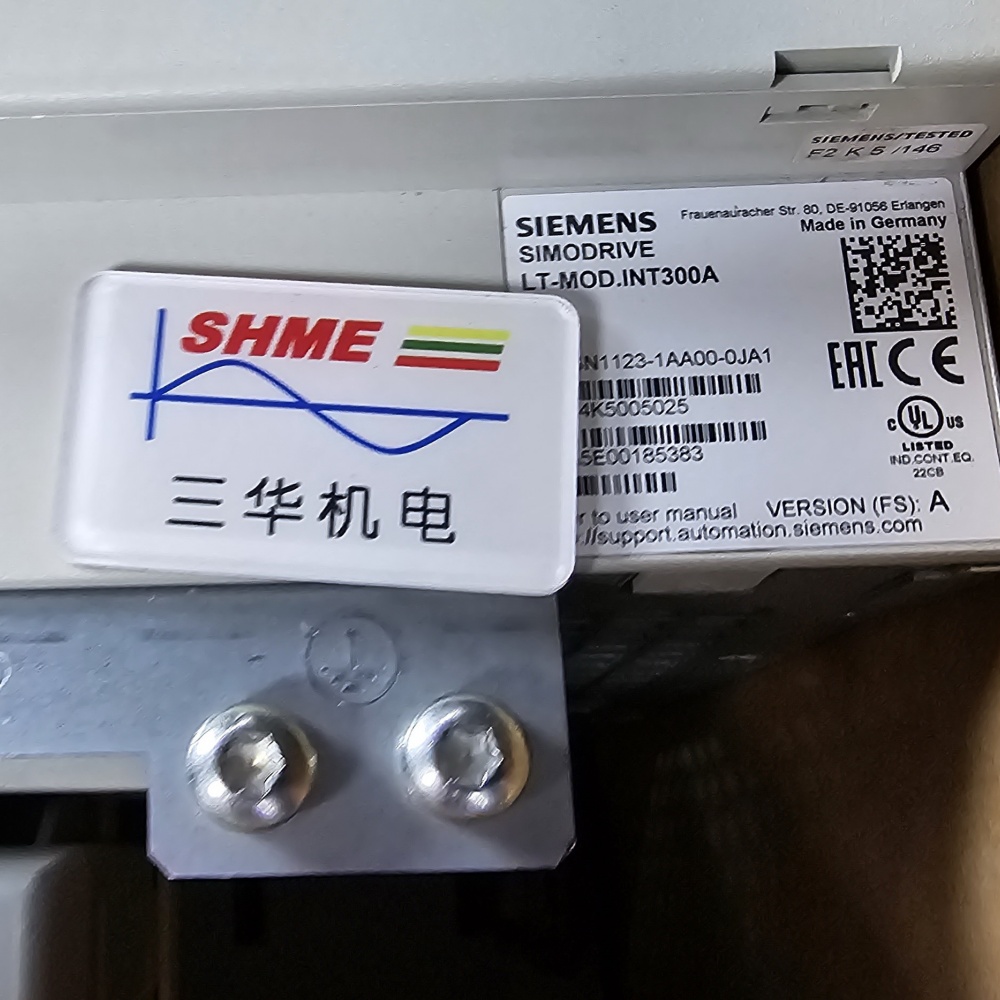 SIEMENS/TESTED
F2 K 5 /146
SIEMENS
Frauenauracher Str. 80, DE-91056 Erlangen
Made in Germany
SIMODRIVE
LT-MOD.INT300A
SHME
三华机电
N1123-1AA00-0JA1
4K5005025
5E00185383
EAC CE
c UL US
LISTED
IND.CONT.EQ.
22CB
to user manual VERSION (FS): A
//support.automation.siemens.com